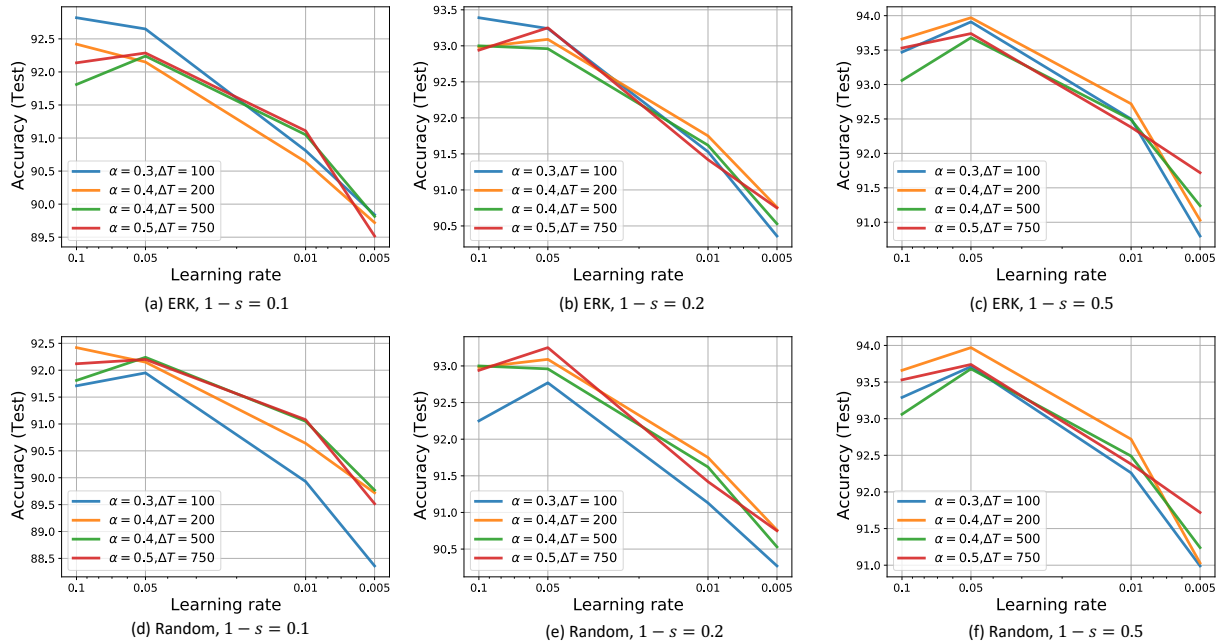 92.5
92.0
91.5
91.0
90.5
90.0
89.5
Accuracy (Test)
α = 0.3,ΔT = 100
α = 0.4,ΔT = 200
α = 0.4,ΔT = 500
α = 0.5,ΔT = 750
0.1 0.05 0.01 0.005
Learning rate
(a) ERK, 1 − s = 0.1
93.5
93.0
92.5
92.0
91.5
91.0
90.5
Accuracy (Test)
α = 0.3,ΔT = 100
α = 0.4,ΔT = 200
α = 0.4,ΔT = 500
α = 0.5,ΔT = 750
0.1 0.05 0.01 0.005
Learning rate
(b) ERK, 1 − s = 0.2
94.0
93.5
93.0
92.5
92.0
91.5
91.0
Accuracy (Test)
α = 0.3,ΔT = 100
α = 0.4,ΔT = 200
α = 0.4,ΔT = 500
α = 0.5,ΔT = 750
0.1 0.05 0.01 0.005
Learning rate
(c) ERK, 1 − s = 0.5
92.5
92.0
91.5
91.0
90.5
90.0
89.5
89.0
88.5
Accuracy (Test)
α = 0.3,ΔT = 100
α = 0.4,ΔT = 200
α = 0.4,ΔT = 500
α = 0.5,ΔT = 750
0.1 0.05 0.01 0.005
Learning rate
(d) Random, 1 − s = 0.1
93.0
92.5
92.0
91.5
91.0
90.5
Accuracy (Test)
α = 0.3,ΔT = 100
α = 0.4,ΔT = 200
α = 0.4,ΔT = 500
α = 0.5,ΔT = 750
0.1 0.05 0.01 0.005
Learning rate
(e) Random, 1 − s = 0.2
94.0
93.5
93.0
92.5
92.0
91.5
91.0
Accuracy (Test)
α = 0.3,ΔT = 100
α = 0.4,ΔT = 200
α = 0.4,ΔT = 500
α = 0.5,ΔT = 750
0.1 0.05 0.01 0.005
Learning rate
(f) Random, 1 − s = 0.5